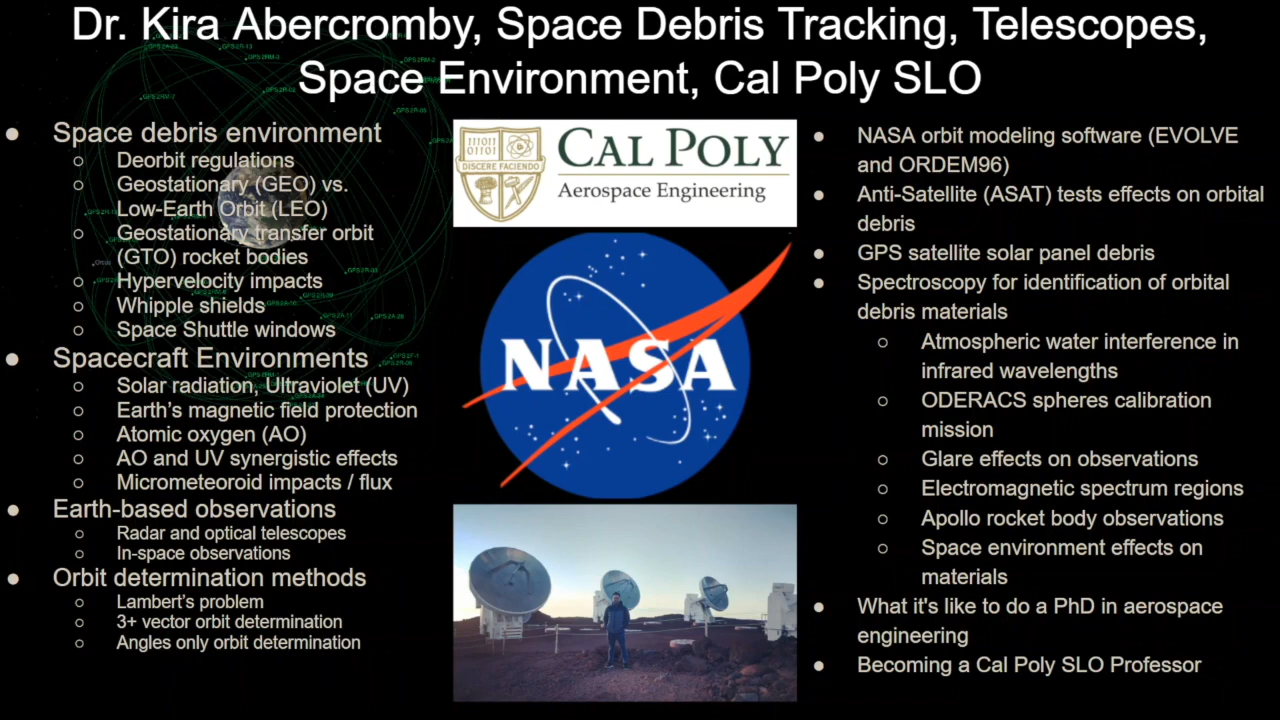 Dr. Kira Abercromby, Space Debris Tracking, Telescopes,
Space Environment, Cal Poly SLO
● Space debris environment
○ Deorbit regulations
○ Geostationary (GEO) vs.
Low-Earth Orbit (LEO)
○ Geostationary transfer orbit
(GTO) rocket bodies
○ Hypervelocity impacts
○ Whipple shields
○ Space Shuttle windows
● Spacecraft Environments
○ Solar radiation, Ultraviolet (UV)
○ Earth's magnetic field protection
○ Atomic oxygen (AO)
○ AO and UV synergistic effects
○ Micrometeoroid impacts / flux
● Earth-based observations
○ Radar and optical telescopes
○ In-space observations
● Orbit determination methods
○ Lambert's problem
○ 3+ vector orbit determination
○ Angles only orbit determination
111011
01101
DISCERE FACIENDO
CAL POLY
Aerospace Engineering
NASA
● NASA orbit modeling software (EVOLVE
and ORDEM96)
● Anti-Satellite (ASAT) tests effects on orbital
debris
● GPS satellite solar panel debris
● Spectroscopy for identification of orbital
debris materials
○ Atmospheric water interference in
infrared wavelengths
○ ODERACS spheres calibration
mission
○ Glare effects on observations
○ Electromagnetic spectrum regions
○ Apollo rocket body observations
○ Space environment effects on
materials
● What it's like to do a PhD in aerospace
engineering
● Becoming a Cal Poly SLO Professor